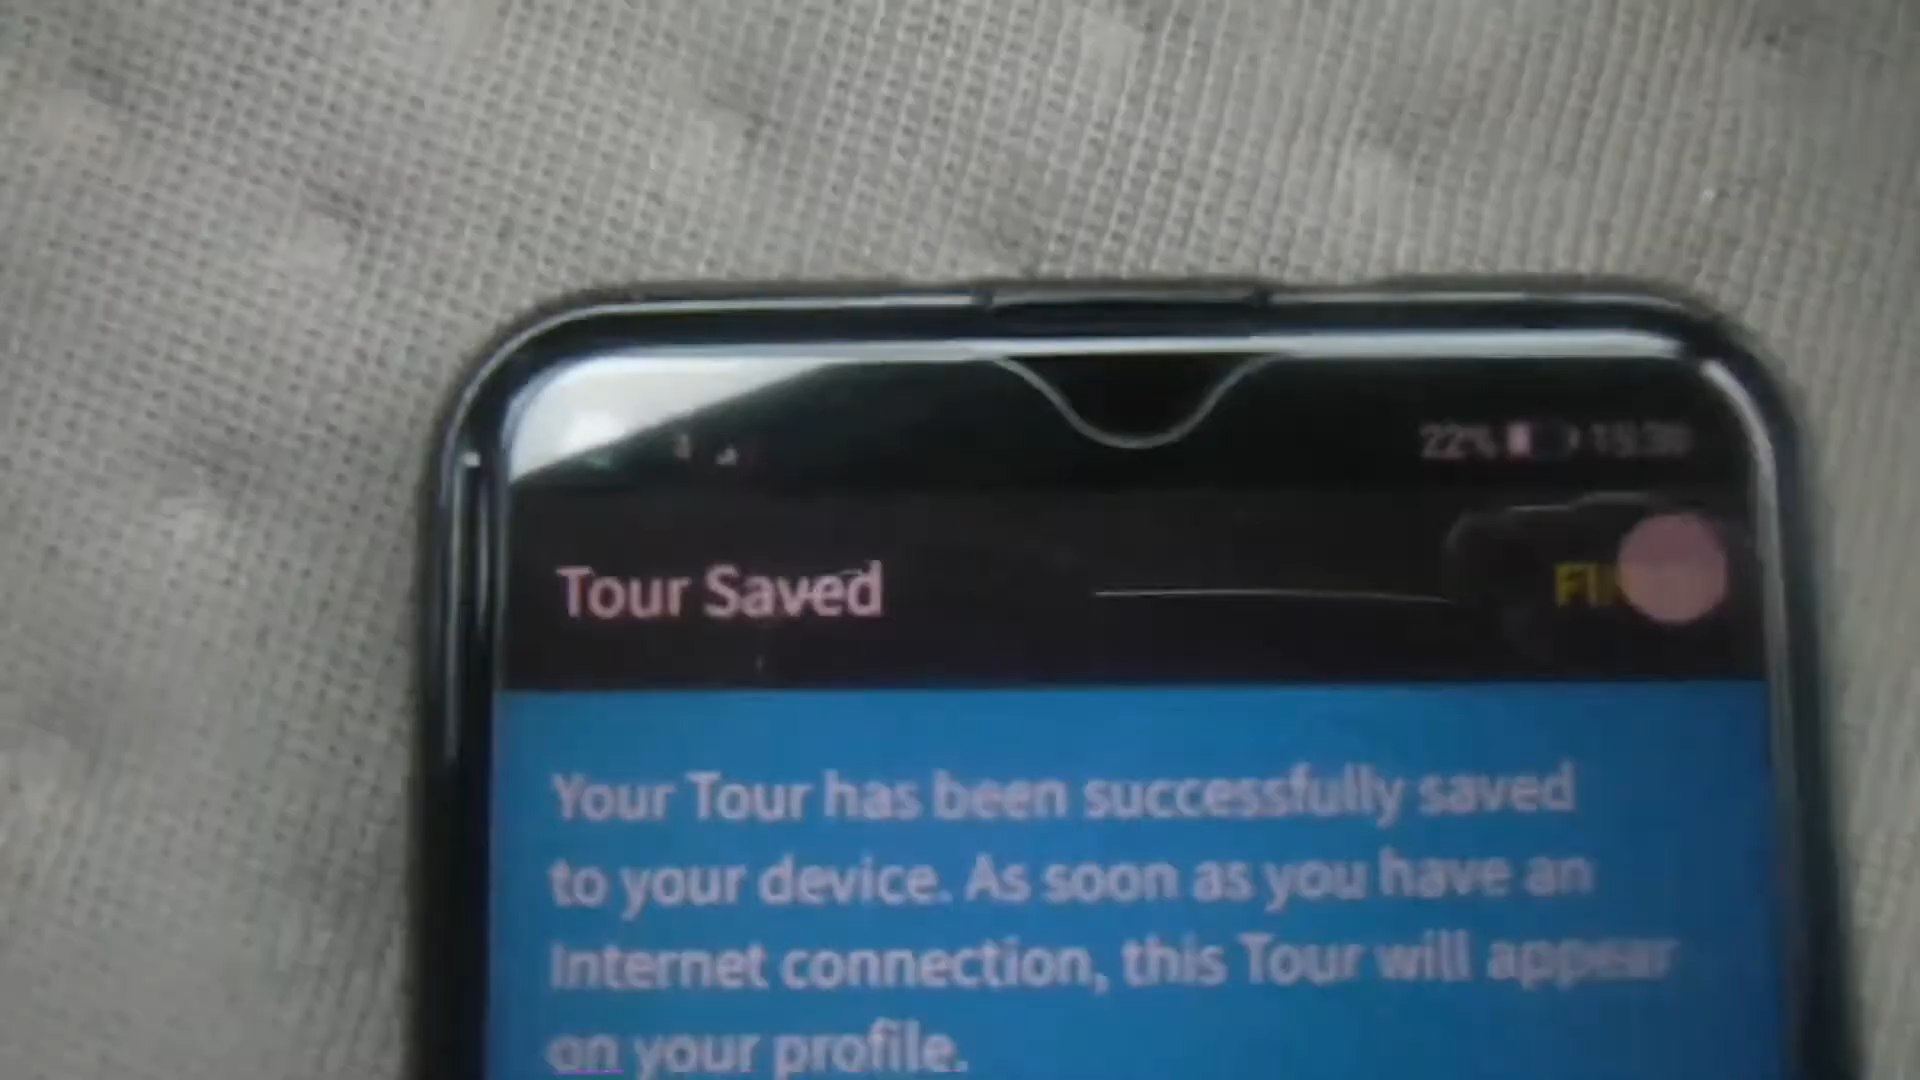 22%
Tour Saved
Your Tour has been successfully saved
to your device. As soon as you have an
Internet connection, this Tour will appear
on your profile.